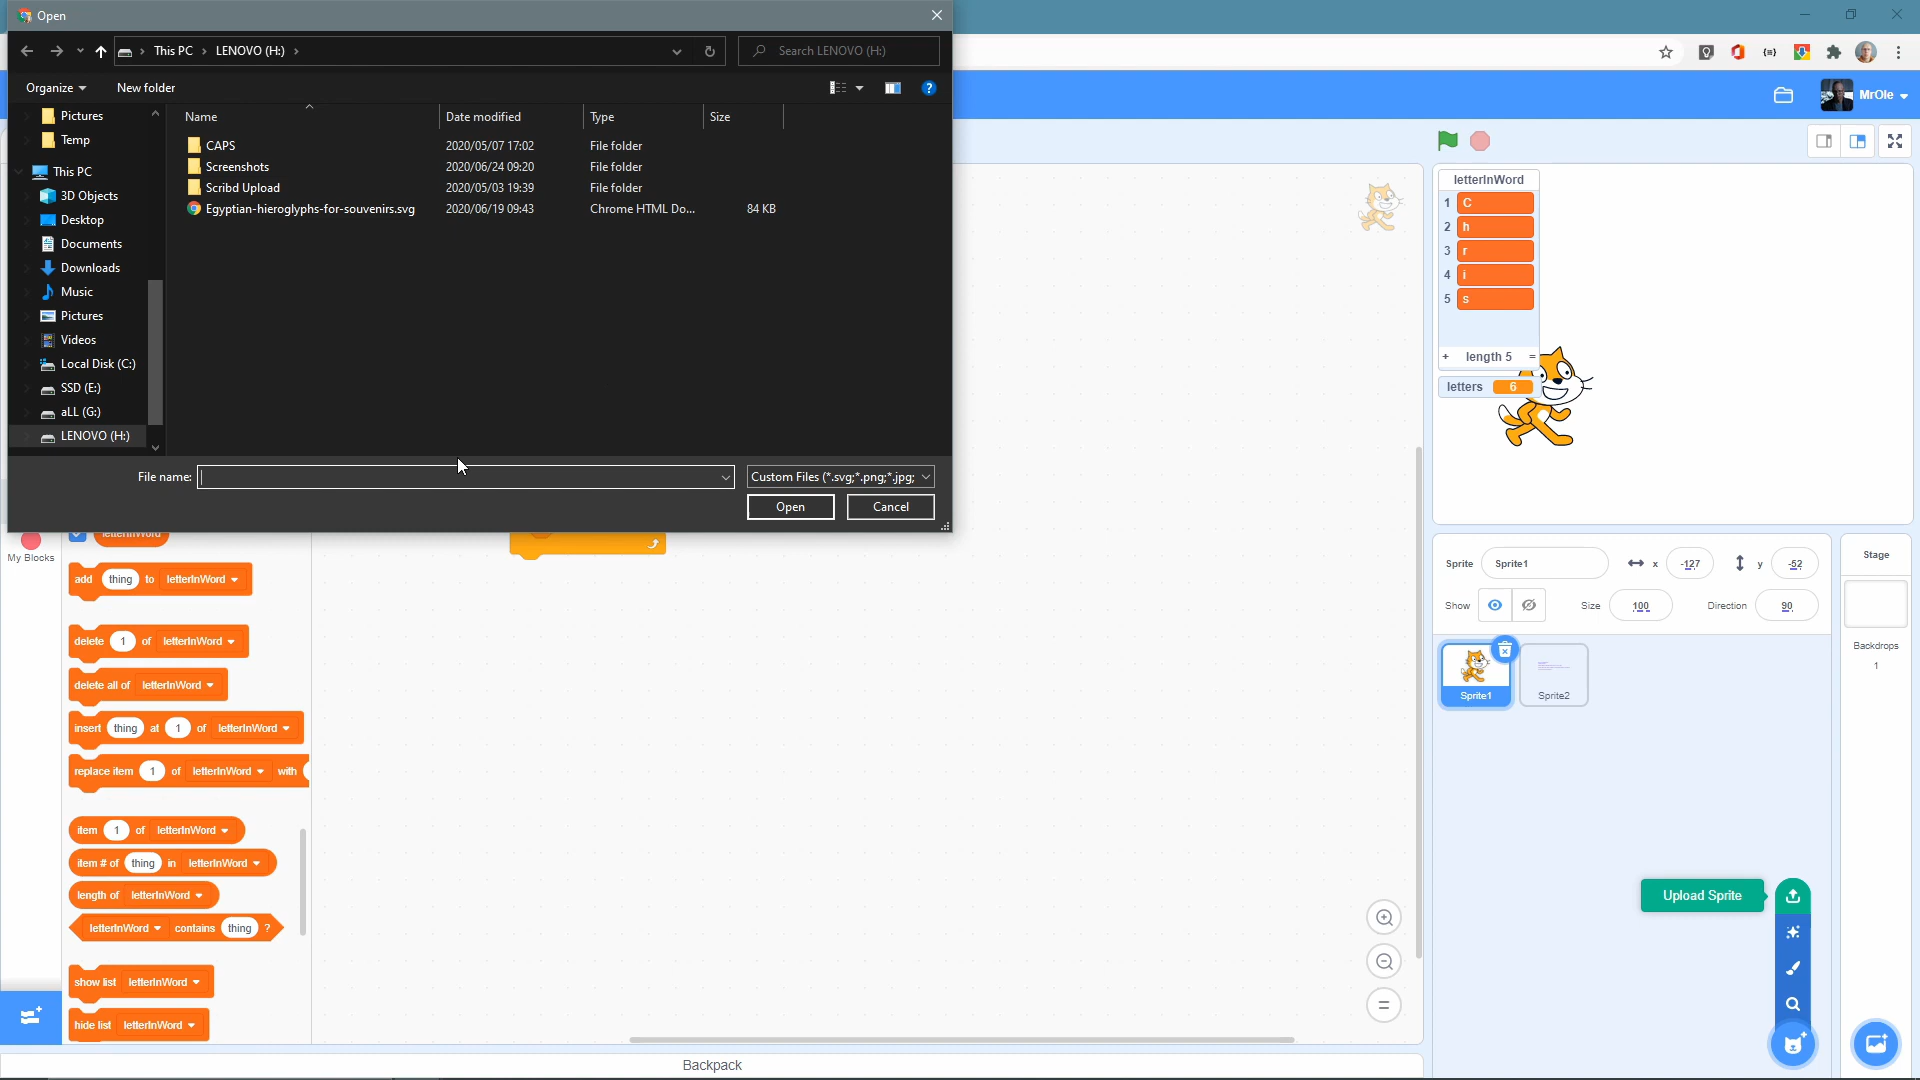 Open
This PC > LENOVO (H:) >
Search LENOVO (H:)
Organize
New folder
Name
Date modified
Type
Size
Pictures
Temp
This PC
3D Objects
Desktop
Documents
Downloads
Music
Pictures
Videos
Local Disk (C:)
SSD (E:)
aLL (G:)
LENOVO (H:)
CAPS 2020/05/07 17:02 File folder
Screenshots 2020/06/24 09:20 File folder
Scribd Upload 2020/05/03 19:39 File folder
Egyptian-hieroglyphs-for-souvenirs.svg 2020/06/19 09:43 Chrome HTML Do... 84 KB
File name:
Custom Files (*.svg;*.png;*.jpg;
Open
Cancel
MrOle
letterInWord
1 C
2 h
3 r
4 i
5 s
+ length 5 =
letters 6
My Blocks
letterInWord
add thing to letterInWord
delete 1 of letterInWord
delete all of letterInWord
insert thing at 1 of letterInWord
replace item 1 of letterInWord with
item 1 of letterInWord
item # of thing in letterInWord
length of letterInWord
letterInWord contains thing ?
show list letterInWord
hide list letterInWord
Backpack
Sprite Sprite1 x -127 y -52
Show Size 100 Direction 90
Sprite1
Sprite2
Upload Sprite
Stage
Backdrops
1